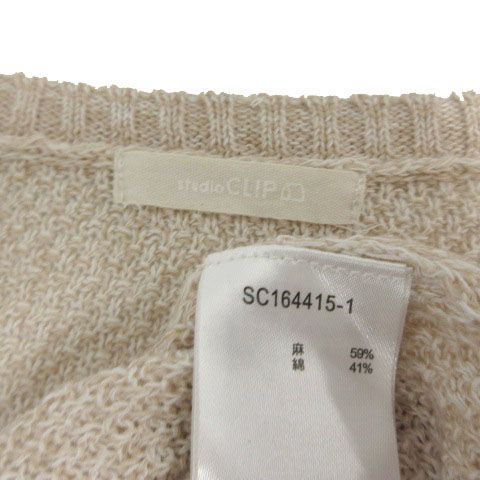 studio CLIP
SC164415-1
麻 59%
綿 41%